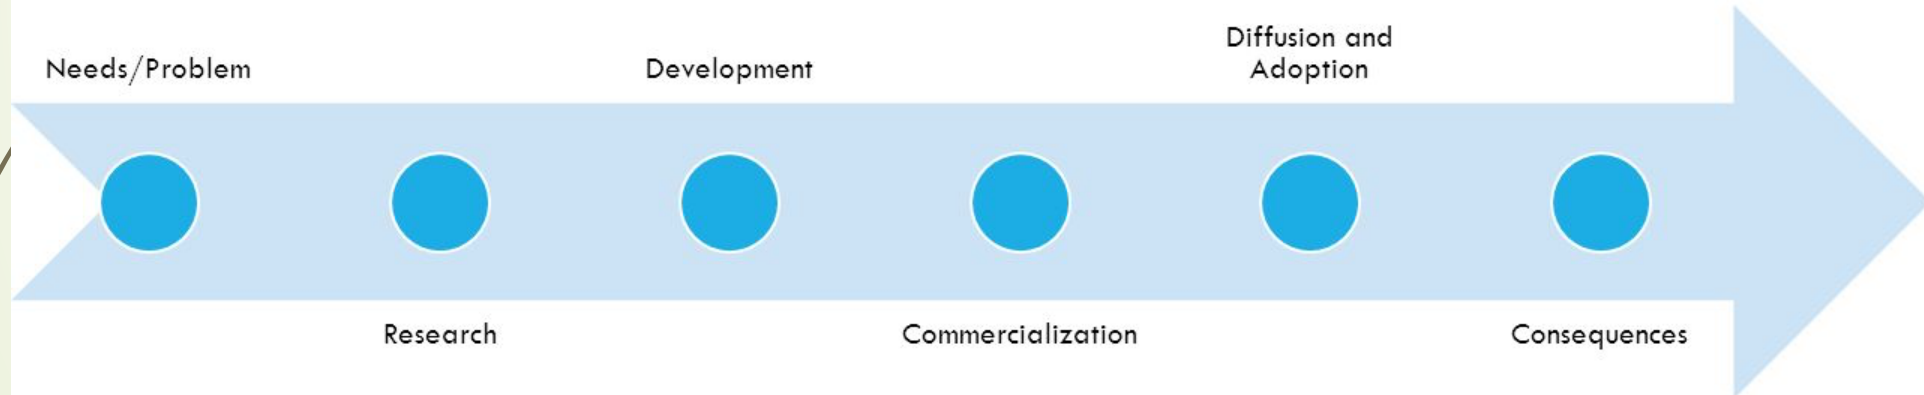 Needs/Problem
Research
Development
Commercialization
Diffusion and
Adoption
Consequences